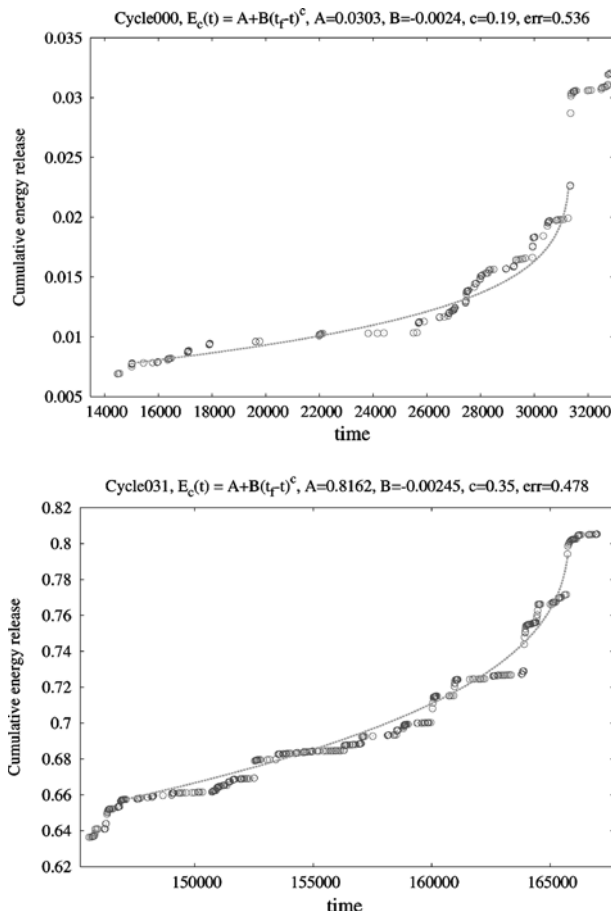 Cycle000, E_c(t) = A+B(t_f-t)^c, A=0.0303, B=-0.0024, c=0.19, err=0.536
0.035
0.03
0.025
0.02
0.015
0.01
0.005
Cumulative energy release
14000 16000 18000 20000 22000 24000 26000 28000 30000 32000
time
Cycle031, E_c(t) = A+B(t_f-t)^c, A=0.8162, B=-0.00245, c=0.35, err=0.478
0.82
0.8
0.78
0.76
0.74
0.72
0.7
0.68
0.66
0.64
0.62
Cumulative energy release
150000 155000 160000 165000
time